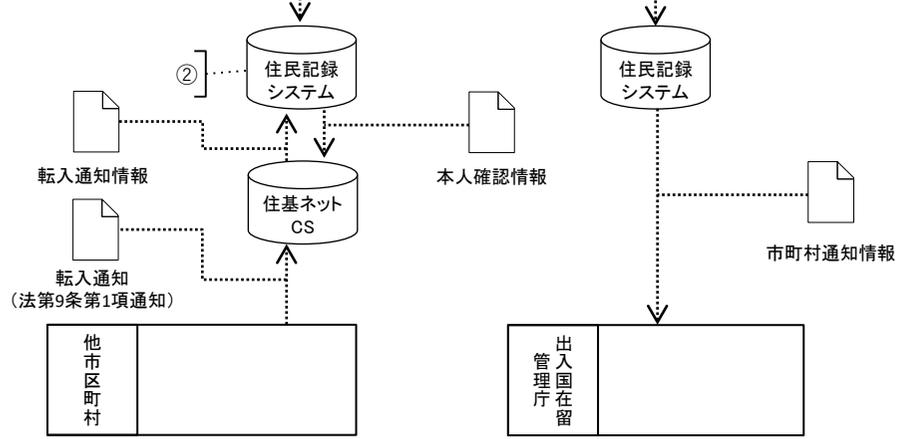 住民記録
システム
②
転入通知情報
本人確認情報
住基ネット
CS
転入通知
（法第9条第1項通知）
他市区町村
住民記録
システム
市町村通知情報
出入国在留
管理庁